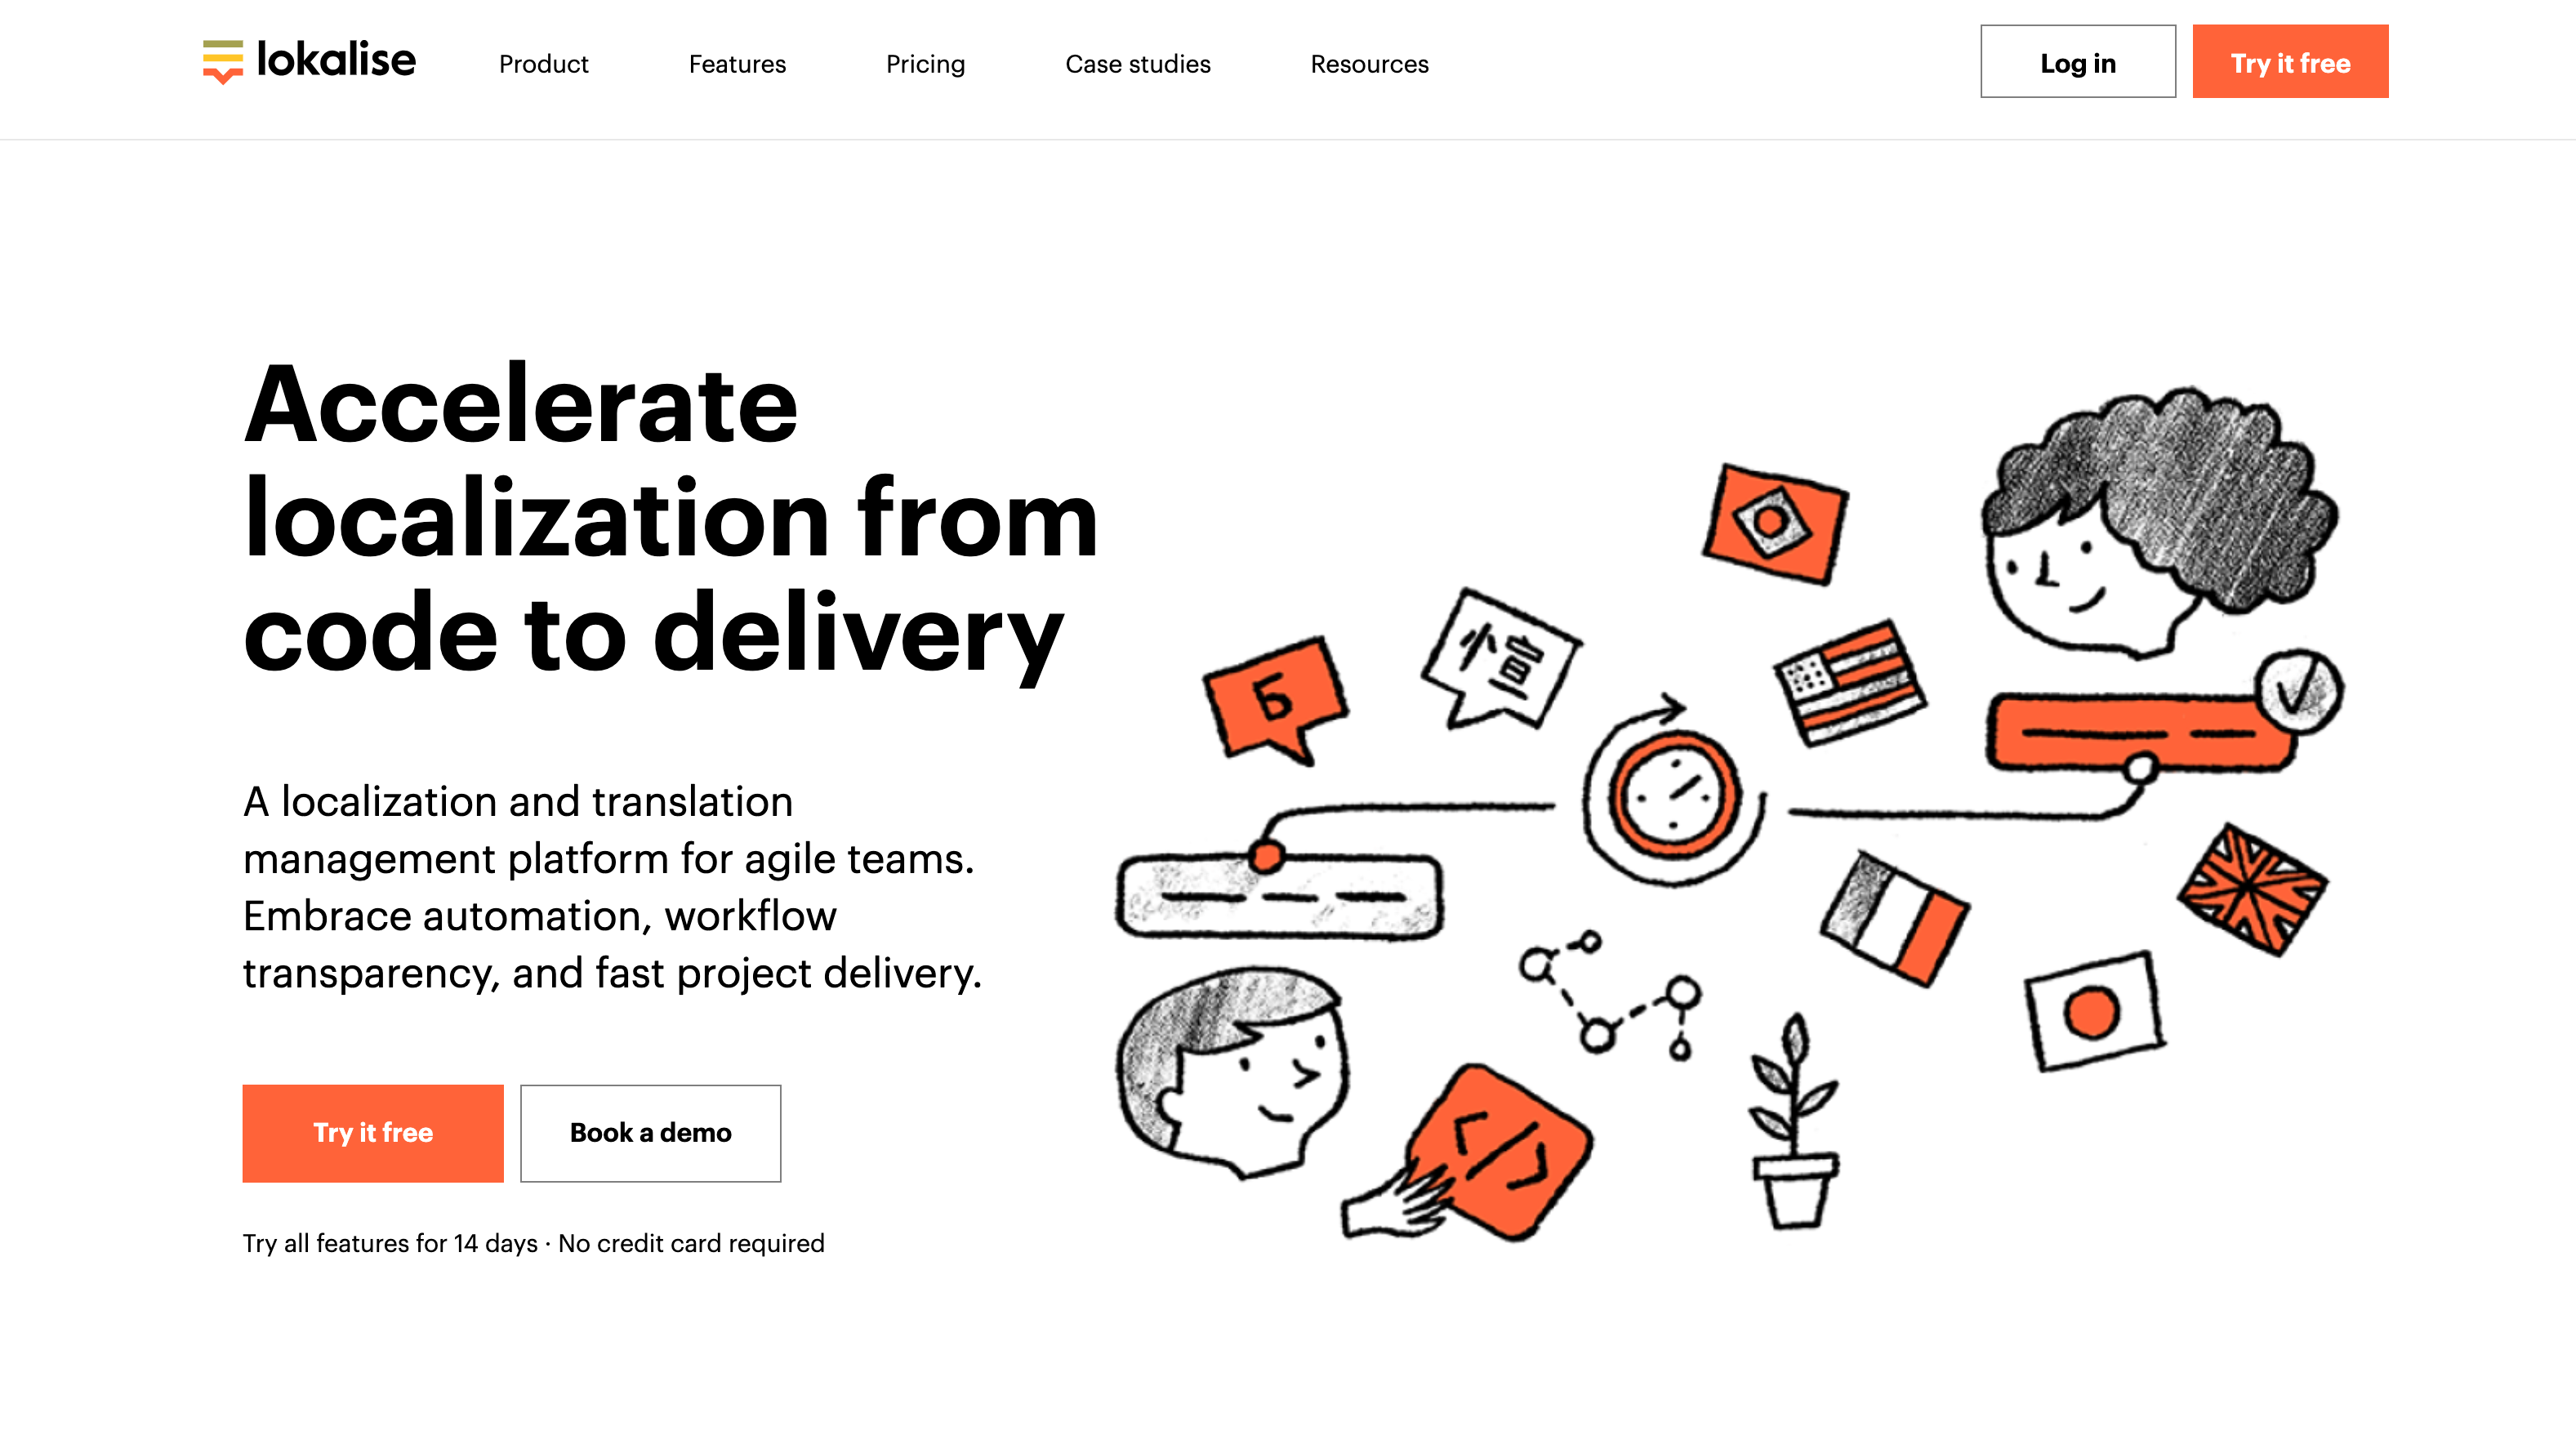 lokalise
Product
Features
Pricing
Case studies
Resources
Log in
Try it free
Accelerate
localization from
code to delivery
A localization and translation
management platform for agile teams.
Embrace automation, workflow
transparency, and fast project delivery.
Try it free
Book a demo
Try all features for 14 days · No credit card required
Б
</>